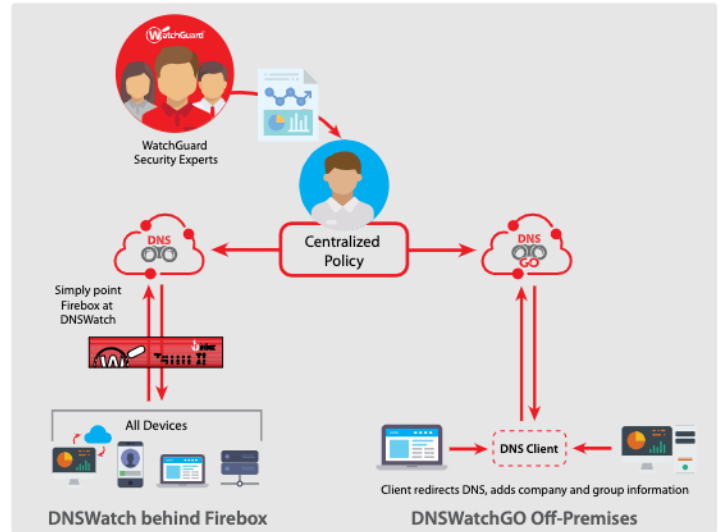 WatchGuard
WatchGuard
Security Experts
Centralized
Policy
DNS
DNS
GO
Simply point
Firebox at
DNSWatch
All Devices
DNS Client
Client redirects DNS, adds company and group information
DNSWatch behind Firebox
DNSWatchGO Off-Premises